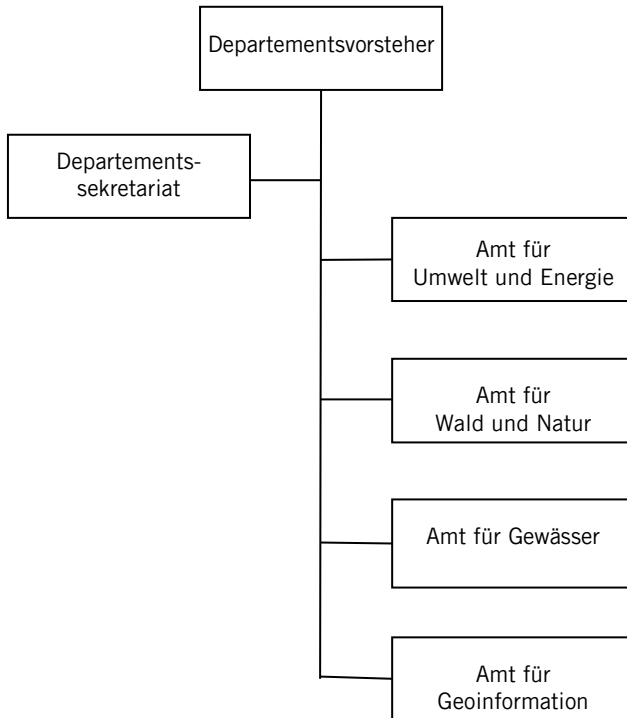 Departementsvorsteher
Departements-
sekretariat
Amt für
Umwelt und Energie
Amt für
Wald und Natur
Amt für Gewässer
Amt für
Geoinformation